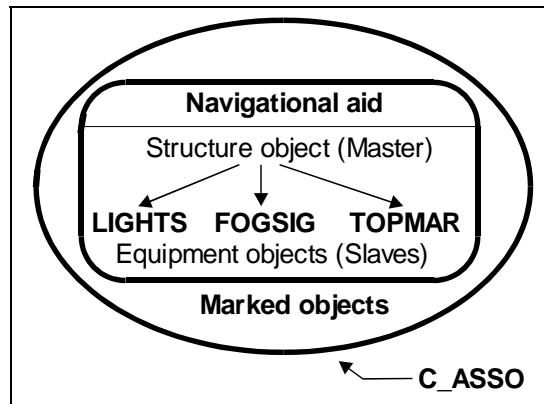 Navigational aid
Structure object (Master)
LIGHTS FOGSIG TOPMAR
Equipment objects (Slaves)
Marked objects
C_ASSO